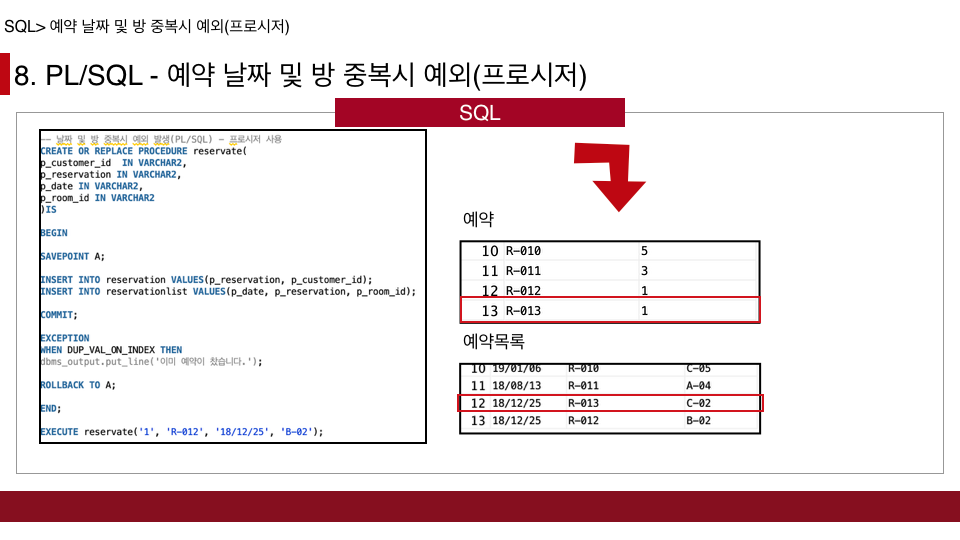 SQL> 예약 날짜 및 방 중복시 예외(프로시저)
8. PL/SQL - 예약 날짜 및 방 중복시 예외(프로시저)
SQL
-- 날짜 및 방 중복시 예외 발생(PL/SQL) - 프로시저 사용
CREATE OR REPLACE PROCEDURE reservate(
p_customer_id  IN VARCHAR2,
p_reservation IN VARCHAR2,
p_date IN VARCHAR2,
p_room_id IN VARCHAR2
)IS
BEGIN
SAVEPOINT A;
INSERT INTO reservation VALUES(p_reservation, p_customer_id);
INSERT INTO reservationlist VALUES(p_date, p_reservation, p_room_id);
COMMIT;
EXCEPTION
WHEN DUP_VAL_ON_INDEX THEN
dbms_output.put_line('이미 예약이 찼습니다.');
ROLLBACK TO A;
END;
EXECUTE reservate('1', 'R-012', '18/12/25', 'B-02');
예약
10 R-010 5
11 R-011 3
12 R-012 1
13 R-013 1
예약목록
10 19/01/06 R-010 C-05
11 18/08/13 R-011 A-04
12 18/12/25 R-013 C-02
13 18/12/25 R-012 B-02